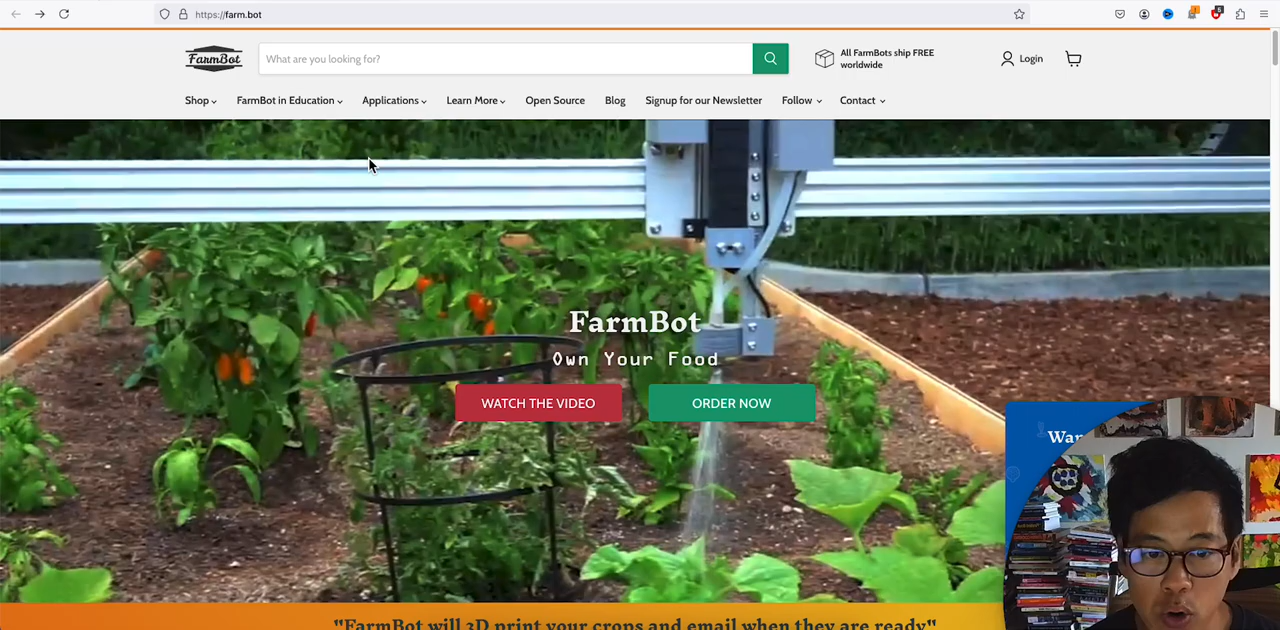 https://farm.bot
FarmBot
What are you looking for?
All FarmBots ship FREE
worldwide
Login
Shop
FarmBot in Education
Applications
Learn More
Open Source
Blog
Signup for our Newsletter
Follow
Contact
FarmBot
Own Your Food
WATCH THE VIDEO
ORDER NOW
"FarmBot will 3D print your crops and email when they are ready"